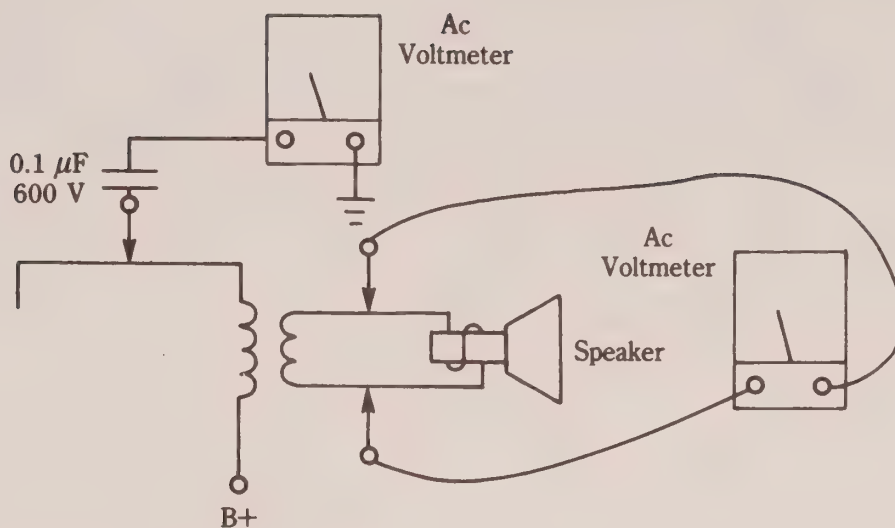 Ac
Voltmeter
0.1 μF
600 V
Ac
Voltmeter
Speaker
B+